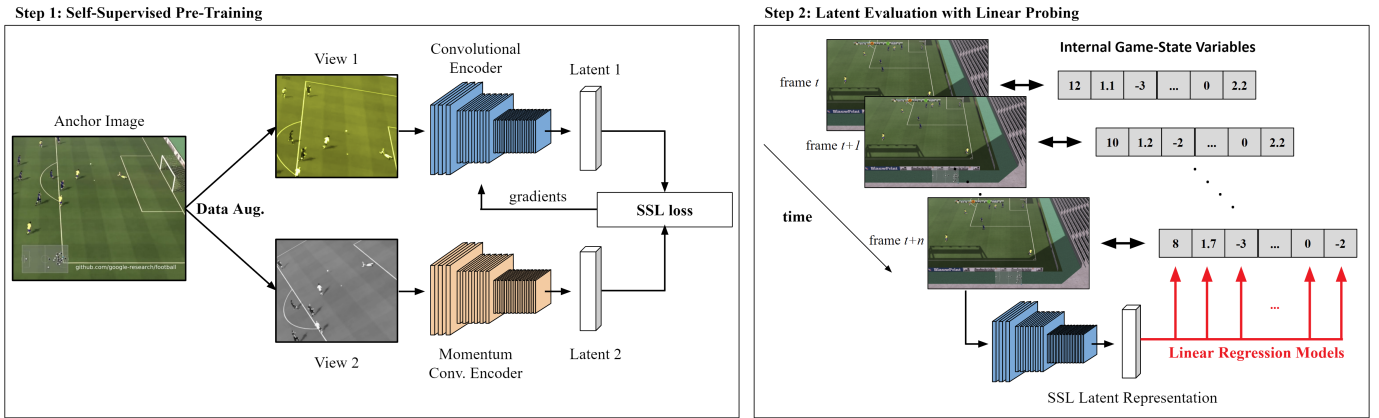 Step 1: Self-Supervised Pre-Training
Anchor Image
github.com/google-research/football
Data Aug.
View 1
View 2
Convolutional
Encoder
Latent 1
gradients
SSL loss
Momentum
Conv. Encoder
Latent 2
Step 2: Latent Evaluation with Linear Probing
Internal Game-State Variables
frame t
12 1.1 -3 ... 0 2.2
frame t+1
10 1.2 -2 ... 0 2.2
time
frame t+n
8 1.7 -3 ... 0 -2
...
Linear Regression Models
SSL Latent Representation